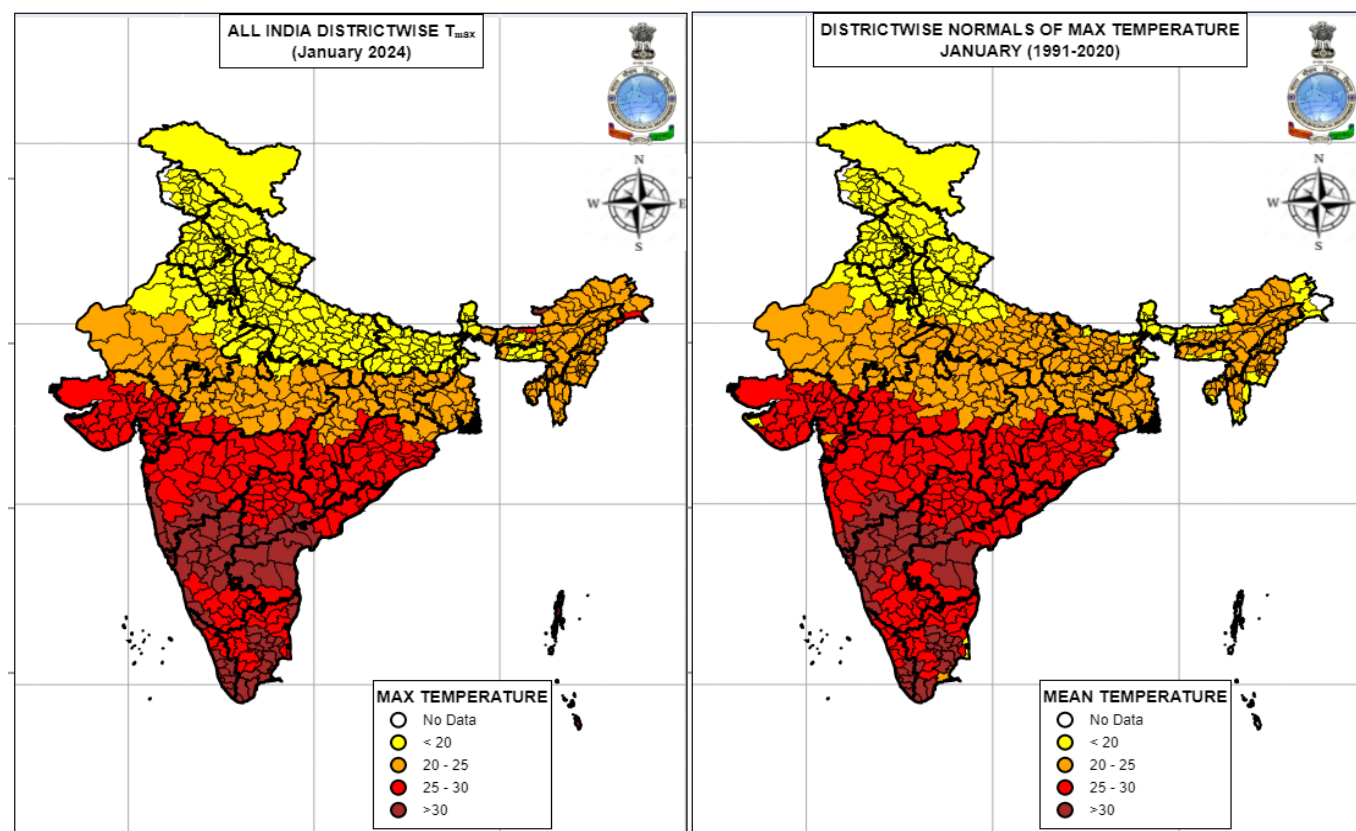 ALL INDIA DISTRICTWISE Tmax
(January 2024)
N
W E
S
MAX TEMPERATURE
No Data
< 20
20 - 25
25 - 30
>30
DISTRICTWISE NORMALS OF MAX TEMPERATURE
JANUARY (1991-2020)
N
W
S
MEAN TEMPERATURE
No Data
< 20
20 - 25
25 - 30
>30